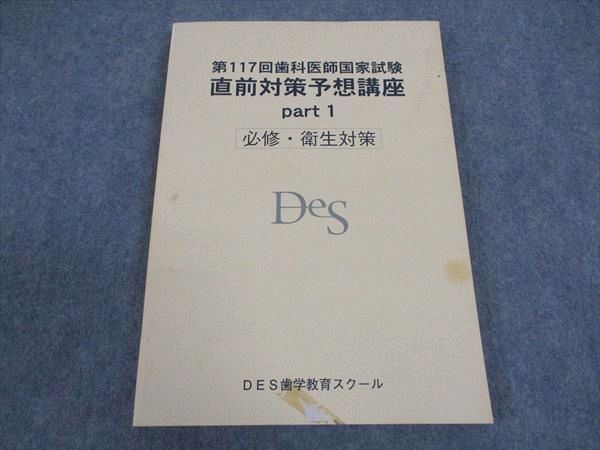 第117回歯科医師国家試験
直前対策予想講座
part 1
必修・衛生対策
DeS
DES歯学教育スクール